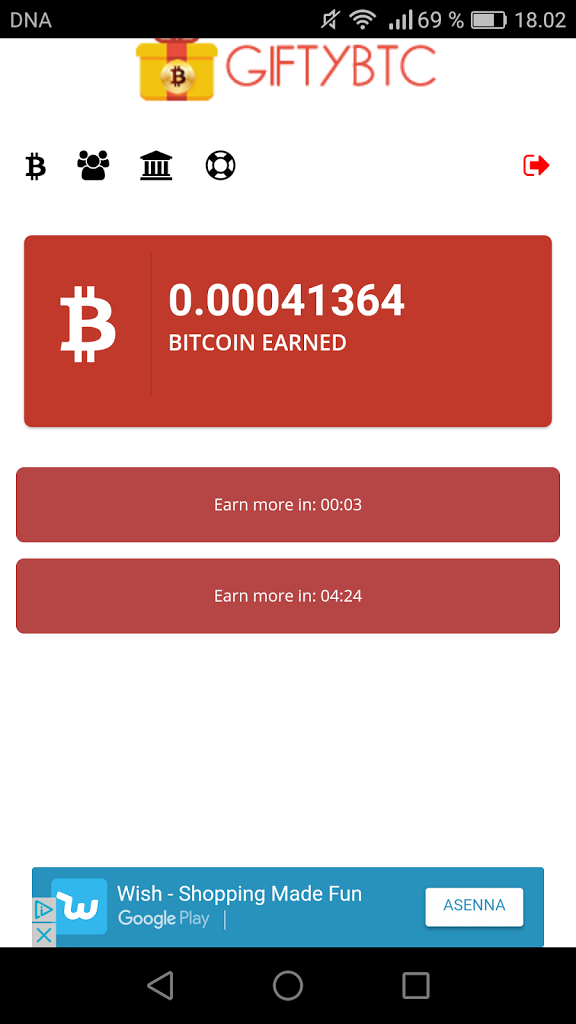 DNA 69 % 18.02
GIFTYBTC
0.00041364
BITCOIN EARNED
Earn more in: 00:03
Earn more in: 04:24
Wish - Shopping Made Fun
Google Play
ASENNA